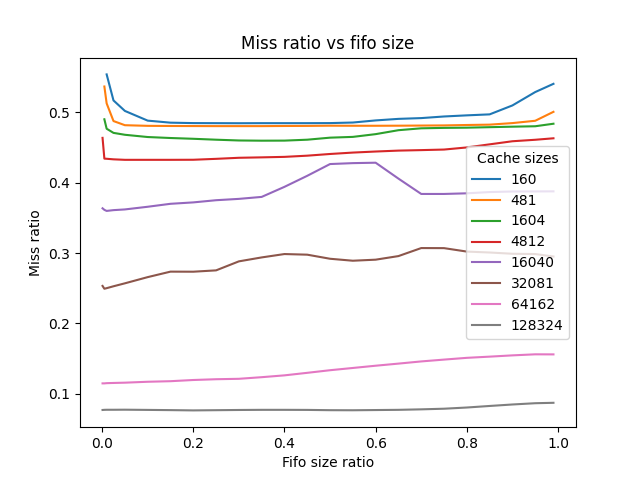 Miss ratio vs fifo size
Miss ratio
0.5
0.4
0.3
0.2
0.1
Cache sizes
160
481
1604
4812
16040
32081
64162
128324
0.0 0.2 0.4 0.6 0.8 1.0
Fifo size ratio